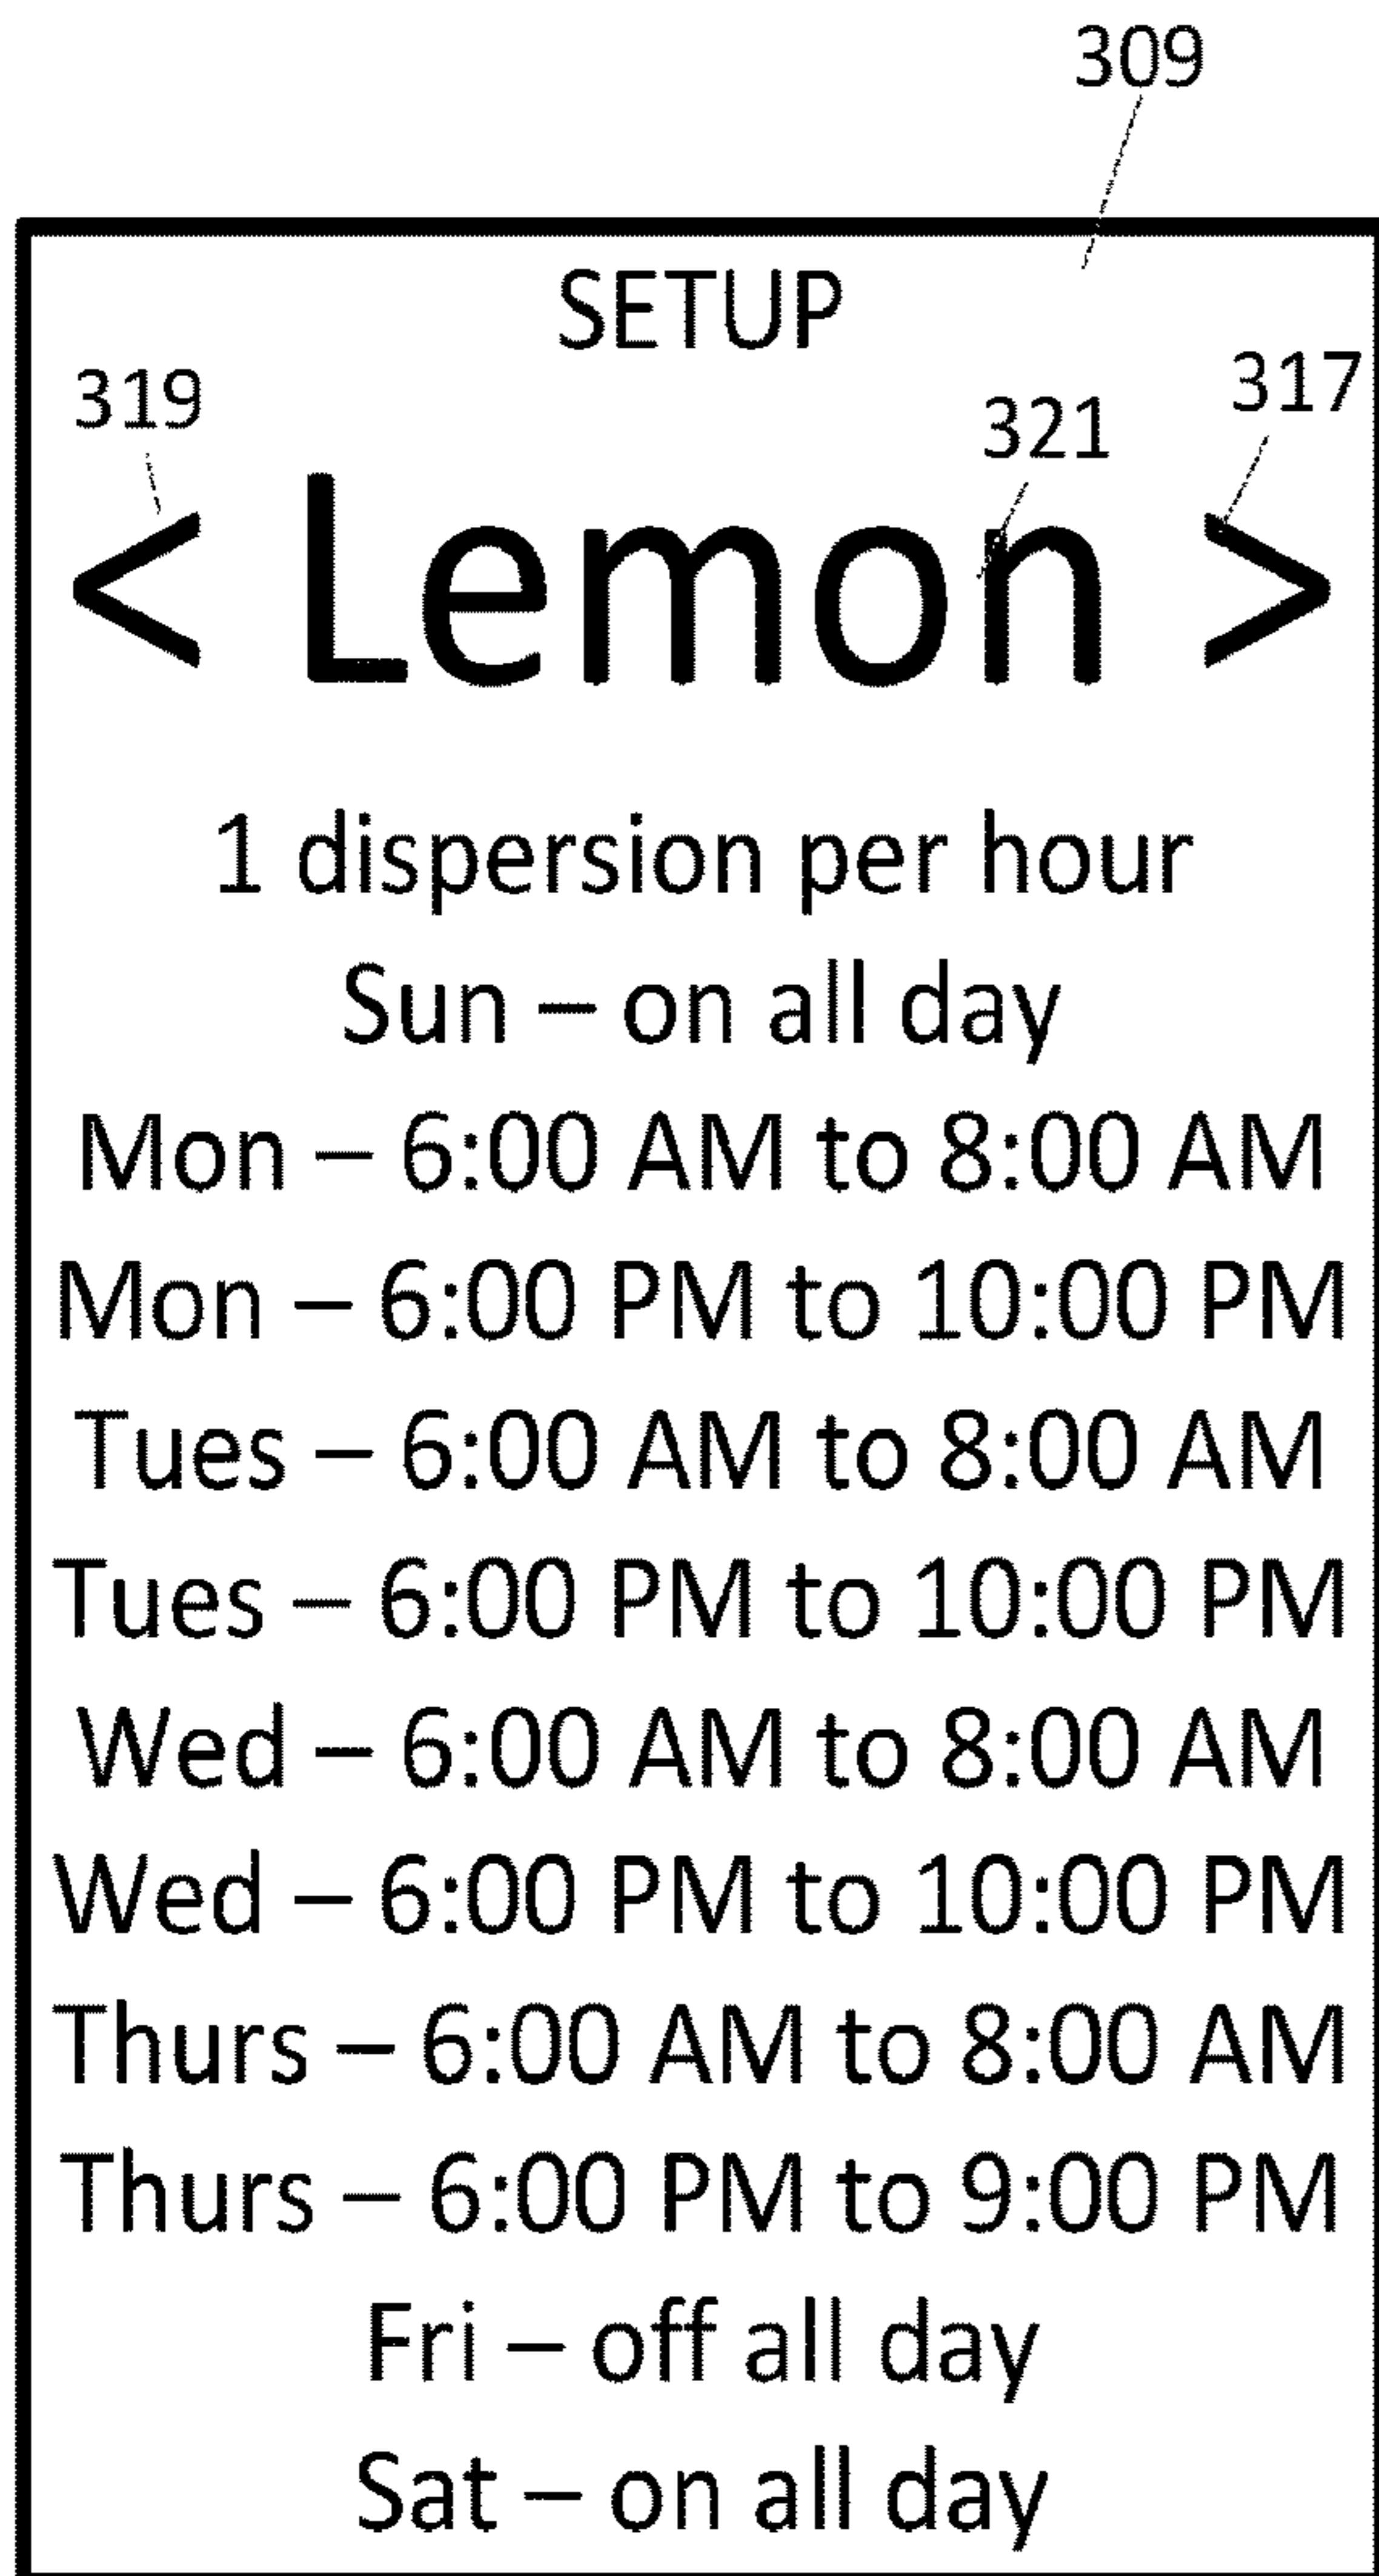 309
SETUP
319 321 317
< Lemon >
1 dispersion per hour
Sun – on all day
Mon – 6:00 AM to 8:00 AM
Mon – 6:00 PM to 10:00 PM
Tues – 6:00 AM to 8:00 AM
Tues – 6:00 PM to 10:00 PM
Wed – 6:00 AM to 8:00 AM
Wed – 6:00 PM to 10:00 PM
Thurs – 6:00 AM to 8:00 AM
Thurs – 6:00 PM to 9:00 PM
Fri – off all day
Sat – on all day